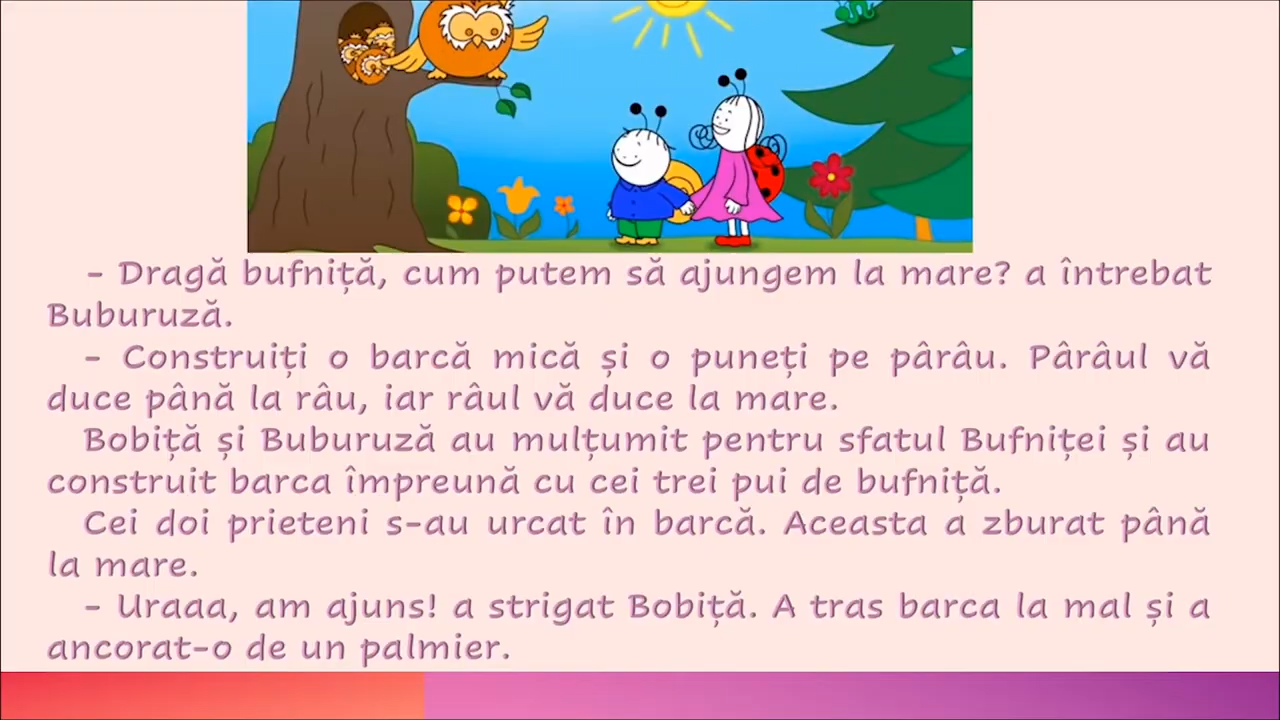 - Dragă bufniță, cum putem să ajungem la mare? a întrebat
Buburuză.
- Construiți o barcă mică și o puneți pe pârâu. Pârâul vă
duce până la râu, iar râul vă duce la mare.
Bobiță și Buburuză au mulțumit pentru sfatul Bufniței și au
construit barca împreună cu cei trei pui de bufniță.
Cei doi prieteni s-au urcat în barcă. Aceasta a zburat până
la mare.
- Uraaa, am ajuns! a strigat Bobiță. A tras barca la mal și a
ancorat-o de un palmier.